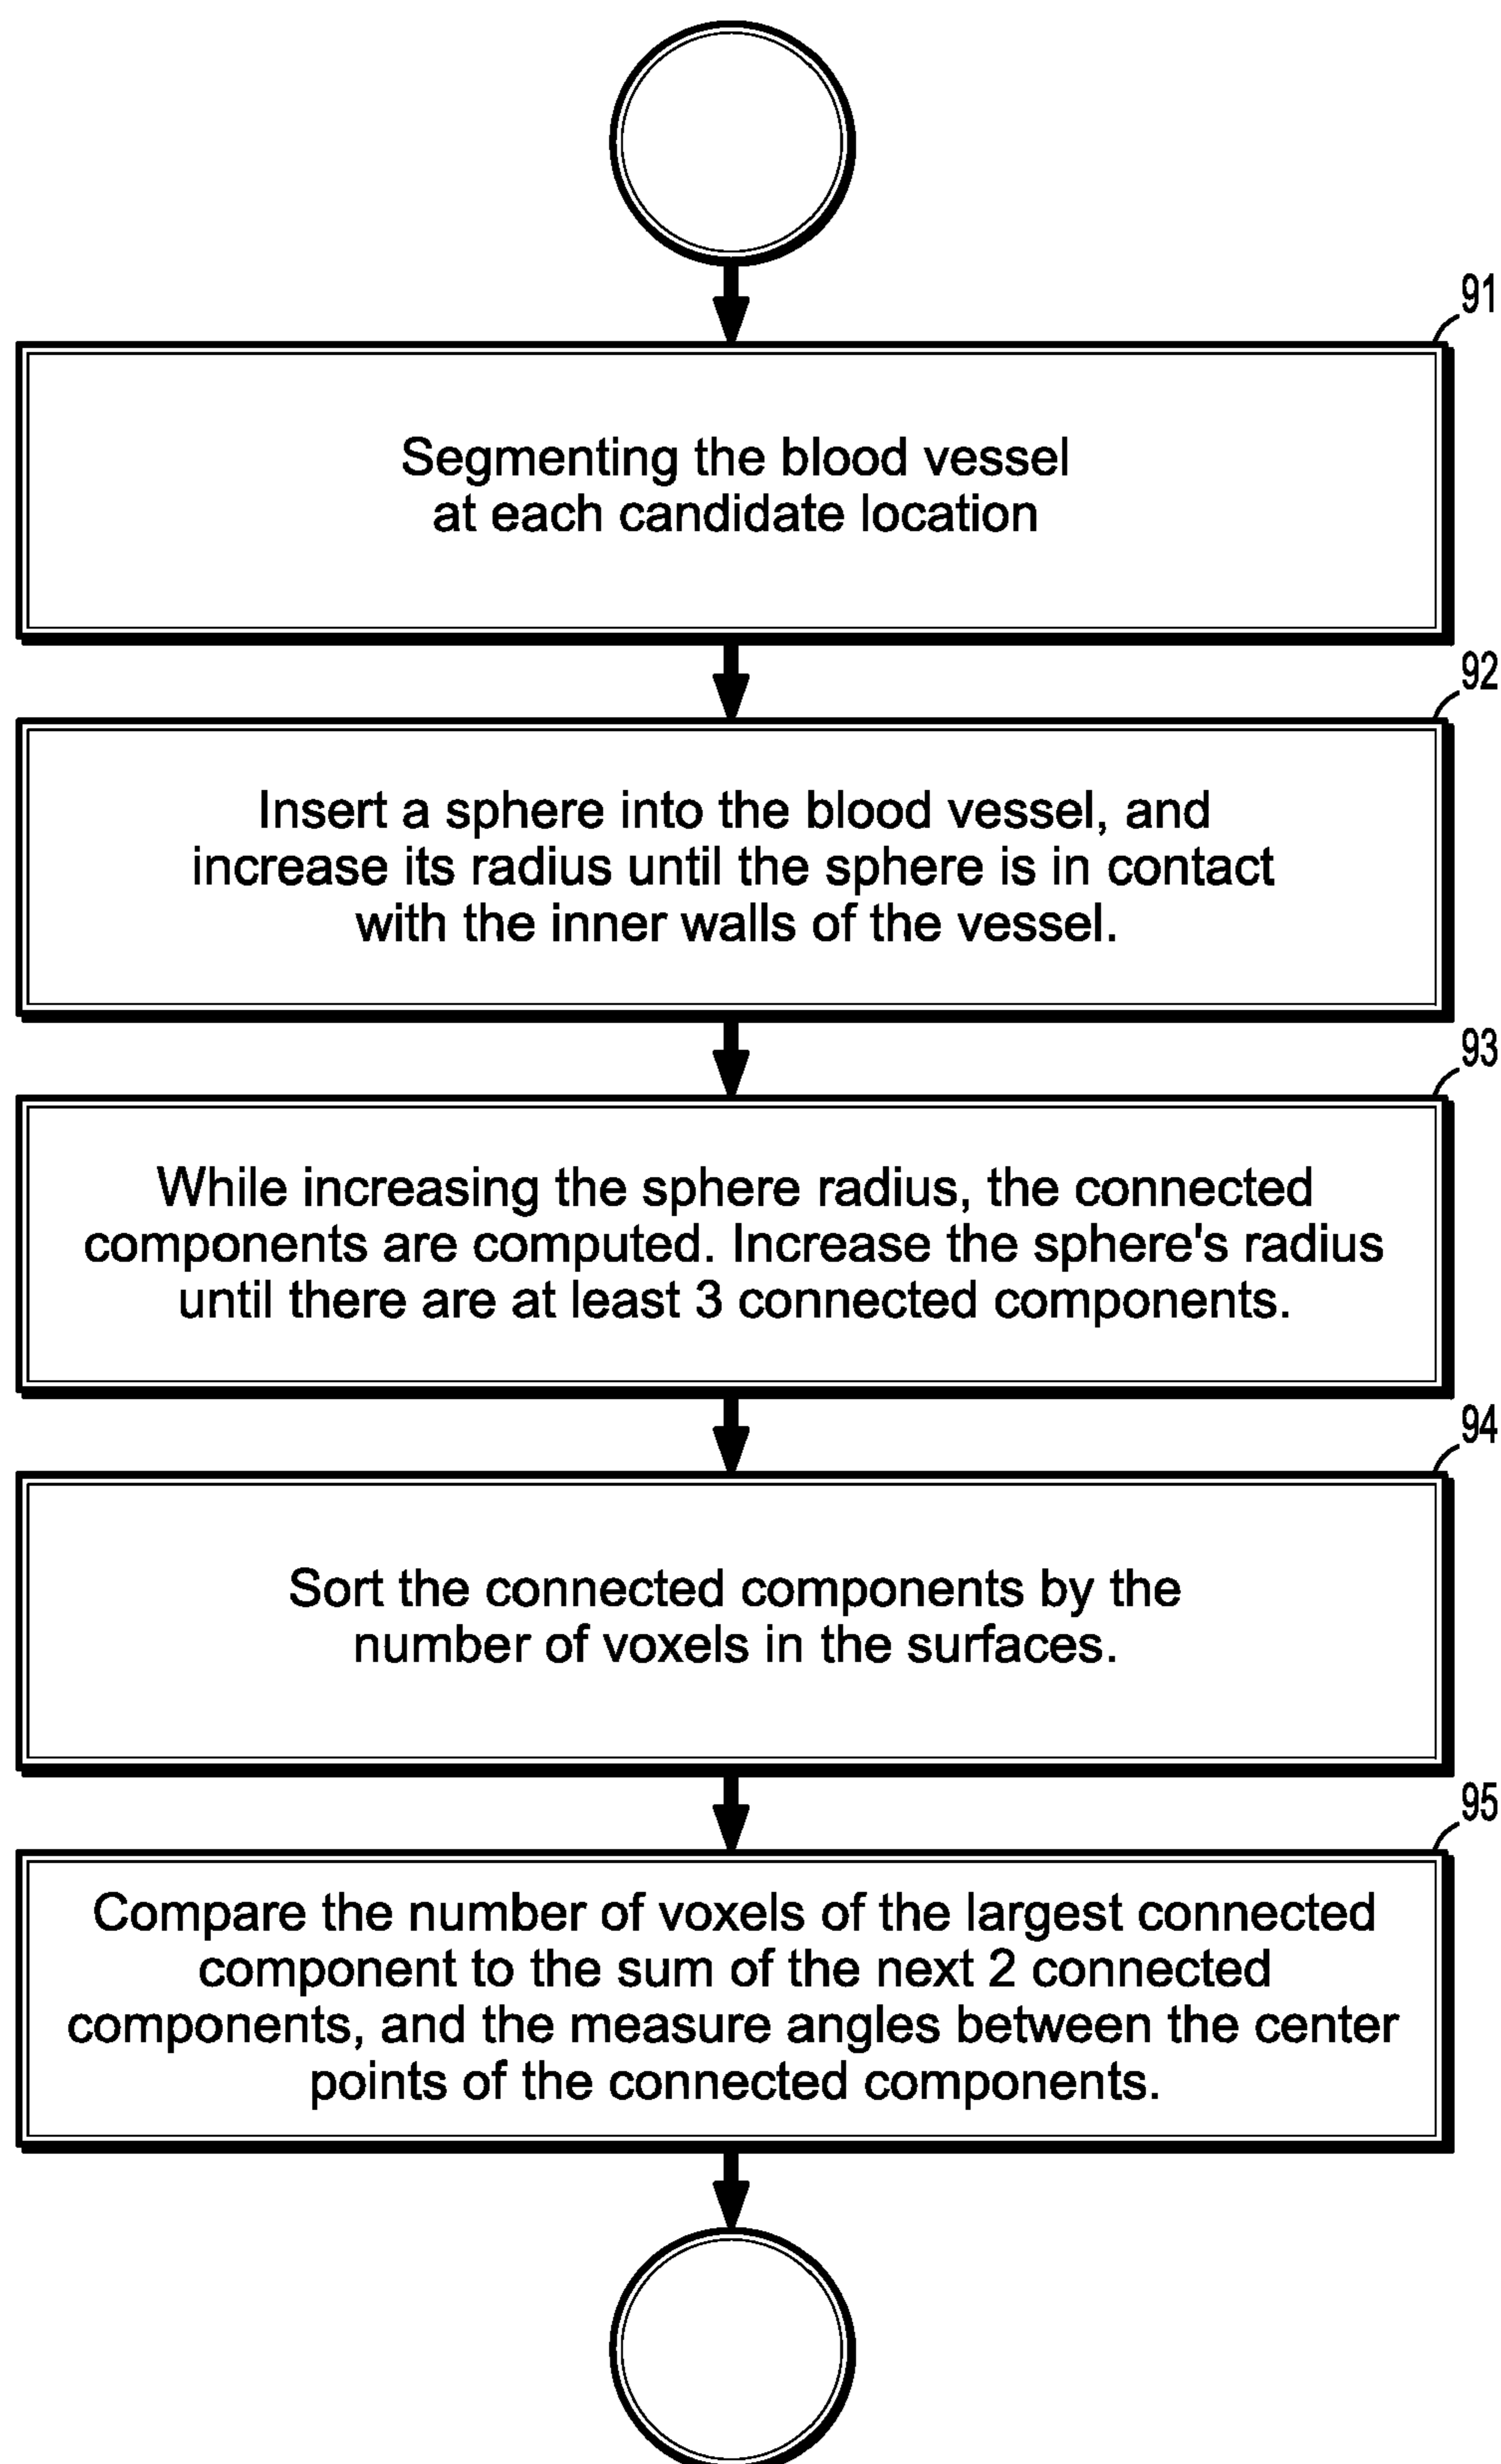 91
Segmenting the blood vessel
at each candidate location
92
Insert a sphere into the blood vessel, and
increase its radius until the sphere is in contact
with the inner walls of the vessel.
93
While increasing the sphere radius, the connected
components are computed. Increase the sphere's radius
until there are at least 3 connected components.
94
Sort the connected components by the
number of voxels in the surfaces.
95
Compare the number of voxels of the largest connected
component to the sum of the next 2 connected
components, and the measure angles between the center
points of the connected components.